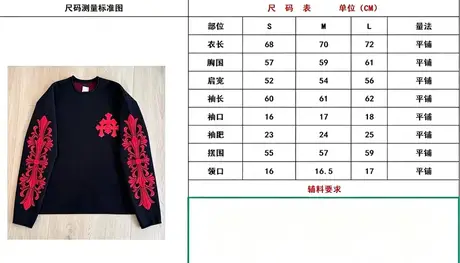 尺码测量标准图
尺 码 表 单位(CM)
部位 S M L 量法
衣长 68 70 72 平铺
胸围 57 59 61 平铺
启宽 52 54 56 平铺
袖长 60 61 62 平铺
袖口 16 17 18 平铺
袖肥 23 24 25 平铺
摆围 55 57 59 平铺
领口 16 16.5 17 平铺
辅料要求